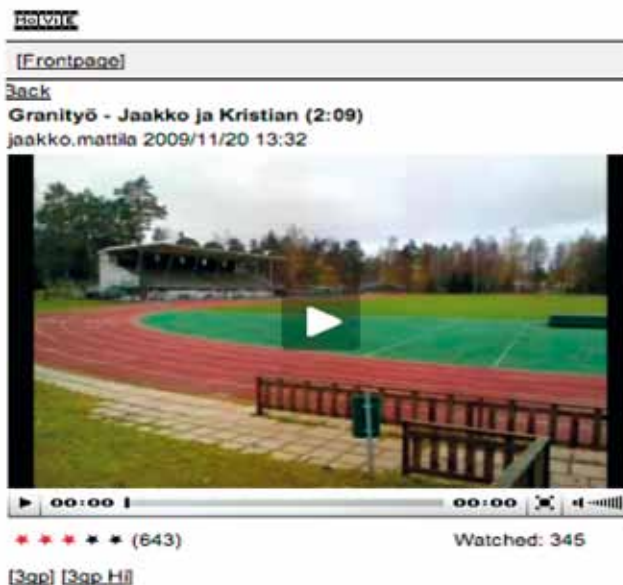 MoViE
[Frontpage]
Back
Granityö - Jaakko ja Kristian (2:09)
jaakko.mattila 2009/11/20 13:32
00:00 00:00
(643) Watched: 345
[3gp] [3gp Hi]